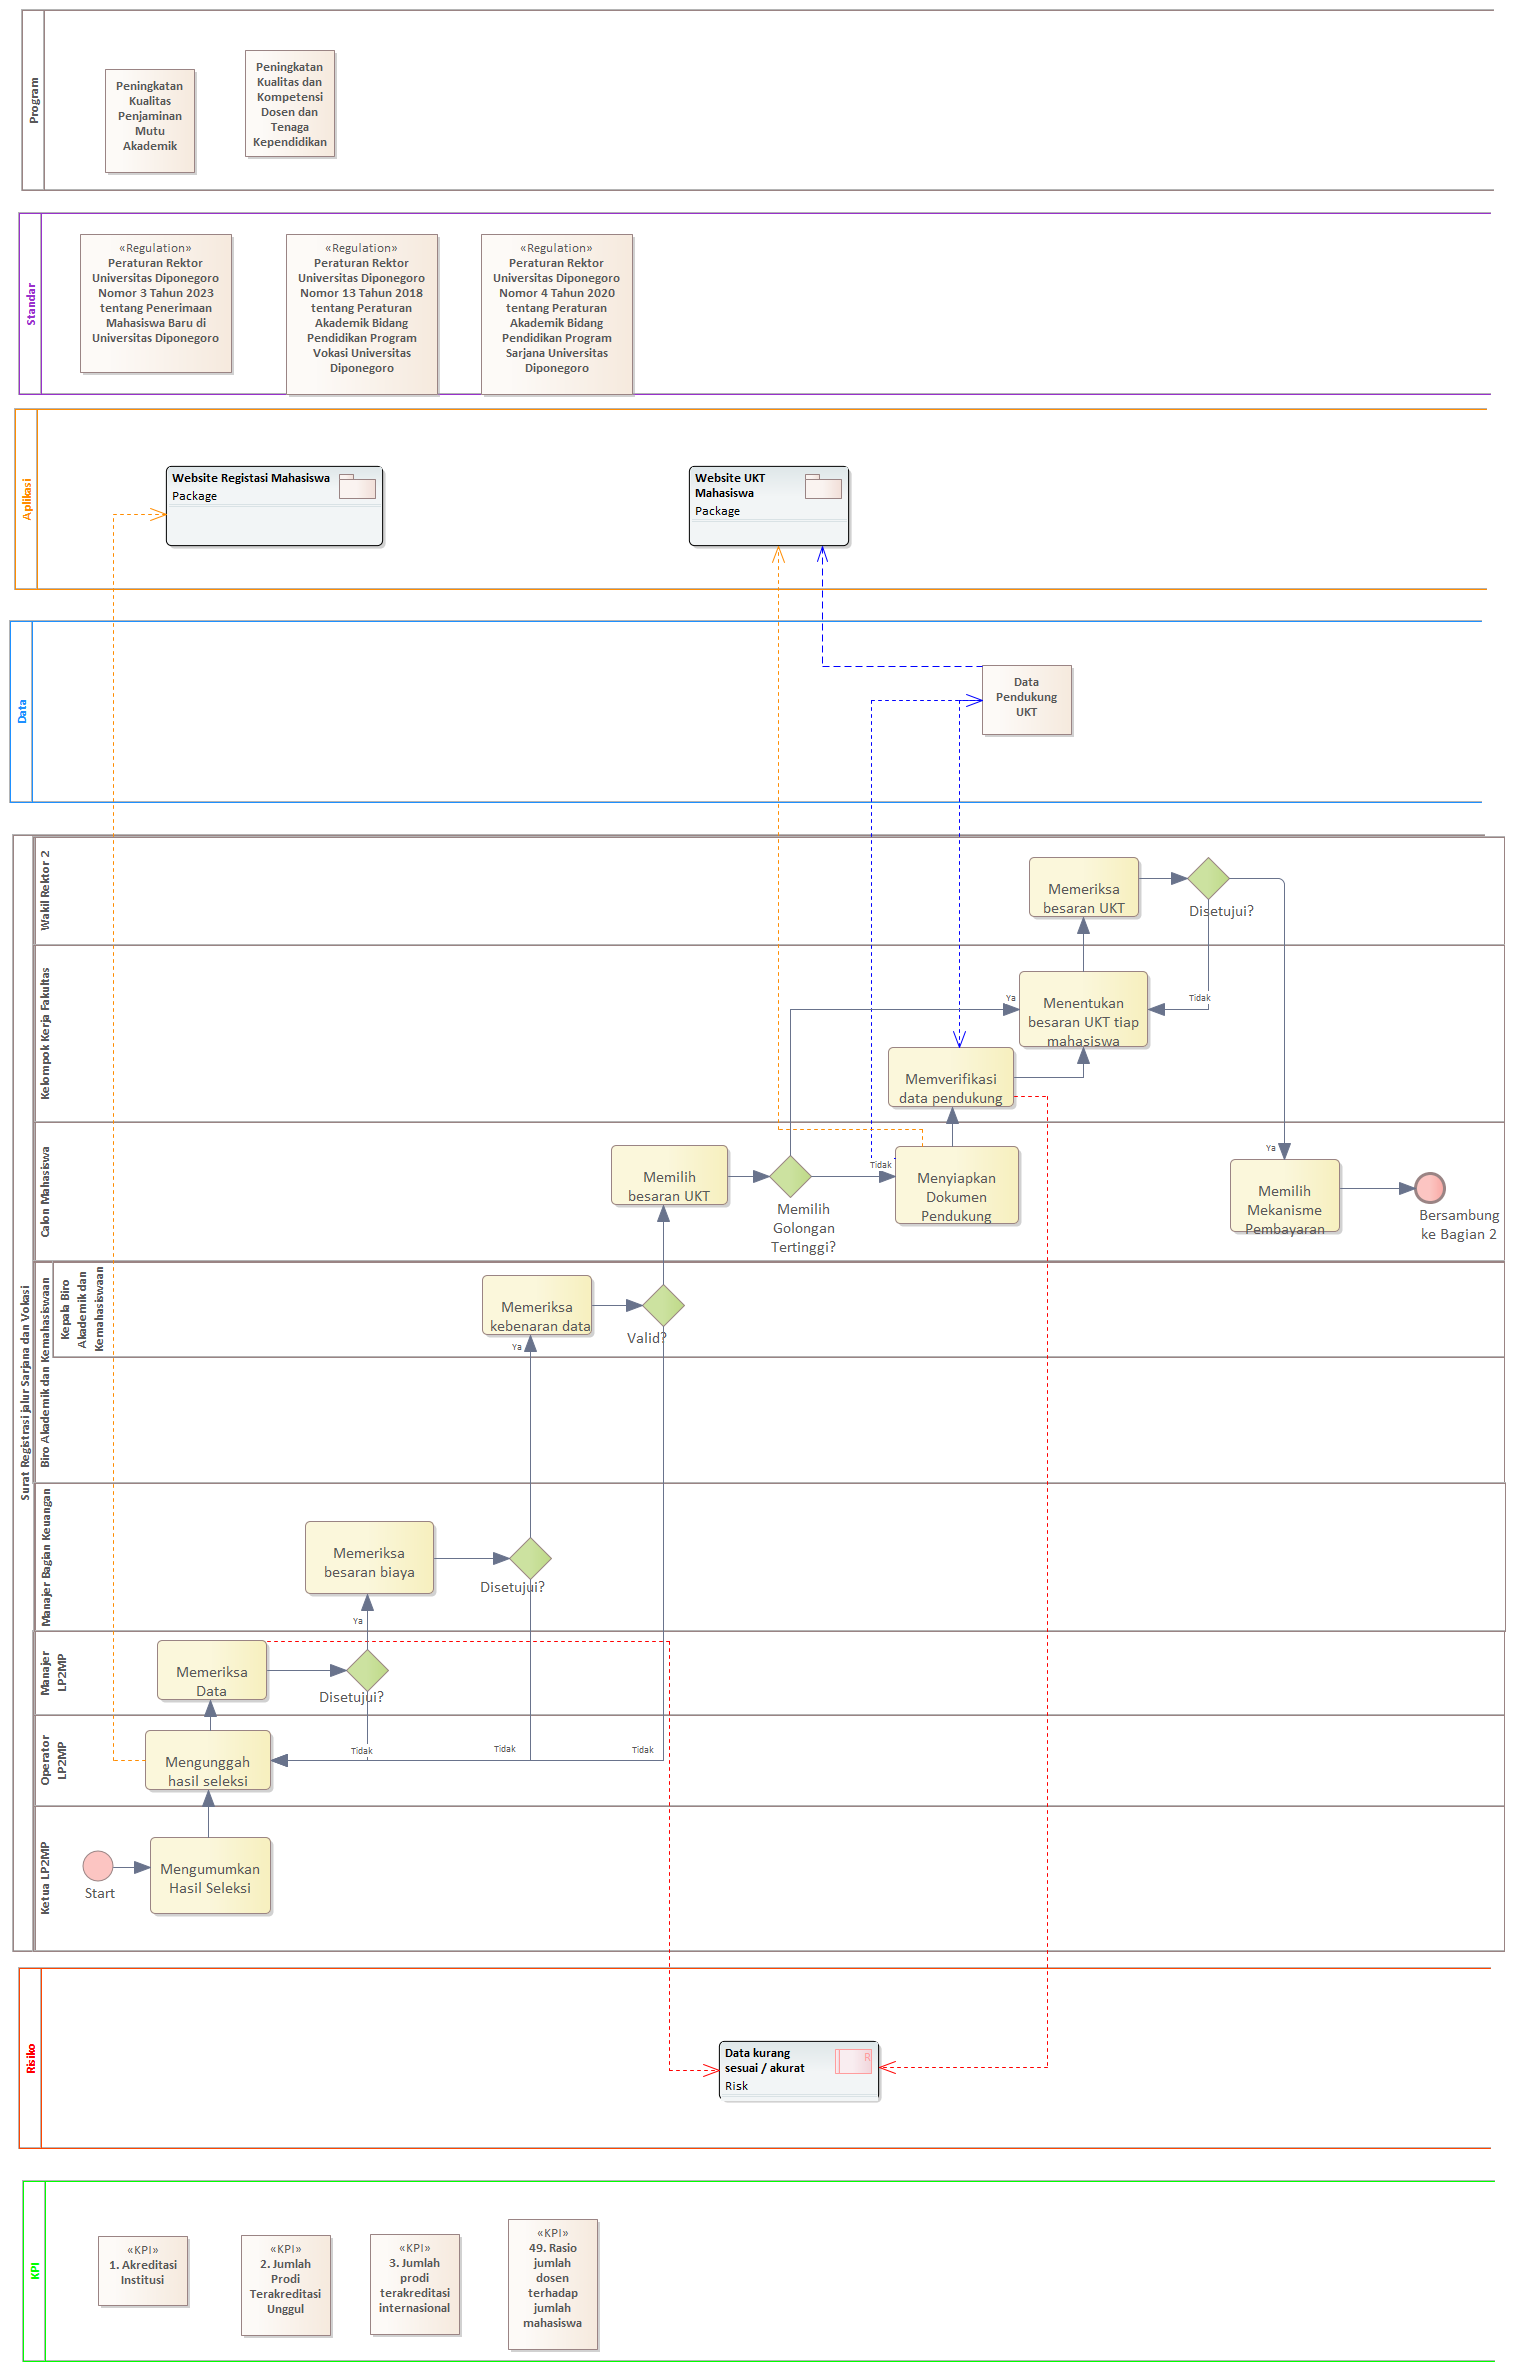 Program
Peningkatan
Kualitas
Penjaminan
Mutu
Akademik
Peningkatan
Kualitas dan
Kompetensi
Dosen dan
Tenaga
Kependidikan
Standar
«Regulation»
Peraturan Rektor
Universitas Diponegoro
Nomor 3 Tahun 2023
tentang Penerimaan
Mahasiswa Baru di
Universitas Diponegoro
«Regulation»
Peraturan Rektor
Universitas Diponegoro
Nomor 13 Tahun 2018
tentang Peraturan
Akademik Bidang
Pendidikan Program
Vokasi Universitas
Diponegoro
«Regulation»
Peraturan Rektor
Universitas Diponegoro
Nomor 4 Tahun 2020
tentang Peraturan
Akademik Bidang
Pendidikan Program
Sarjana Universitas
Diponegoro
Aplikasi
Website Registasi Mahasiswa
Package
Website UKT
Mahasiswa
Package
Data
Data
Pendukung
UKT
Surat Registrasi jalur Sarjana dan Vokasi
Wakil Rektor 2
Memeriksa
besaran UKT
Disetujui?
Kelompok Kerja Fakultas
Ya
Menentukan
besaran UKT tiap
mahasiswa
Tidak
Memverifikasi
data pendukung
Calon Mahasiswa
Memilih
besaran UKT
Memilih
Golongan
Tertinggi?
Tidak
Menyiapkan
Dokumen
Pendukung
Ya
Memilih
Mekanisme
Pembayaran
Bersambung
ke Bagian 2
Biro Akademik dan Kemahasiswaan
Kepala Biro
Akademik dan
Kemahasiswaan
Memeriksa
kebenaran data
Valid?
Ya
Manajer Bagian Keuangan
Memeriksa
besaran biaya
Disetujui?
Ya
Manajer
LP2MP
Memeriksa
Data
Disetujui?
Operator
LP2MP
Mengunggah
hasil seleksi
Tidak
Tidak
Tidak
Ketua LP2MP
Start
Mengumumkan
Hasil Seleksi
Risiko
Data kurang
sesuai / akurat
Risk
R
KPI
«KPI»
1. Akreditasi
Institusi
«KPI»
2. Jumlah
Prodi
Terakreditasi
Unggul
«KPI»
3. Jumlah
prodi
terakreditasi
internasional
«KPI»
49. Rasio
jumlah
dosen
terhadap
jumlah
mahasiswa